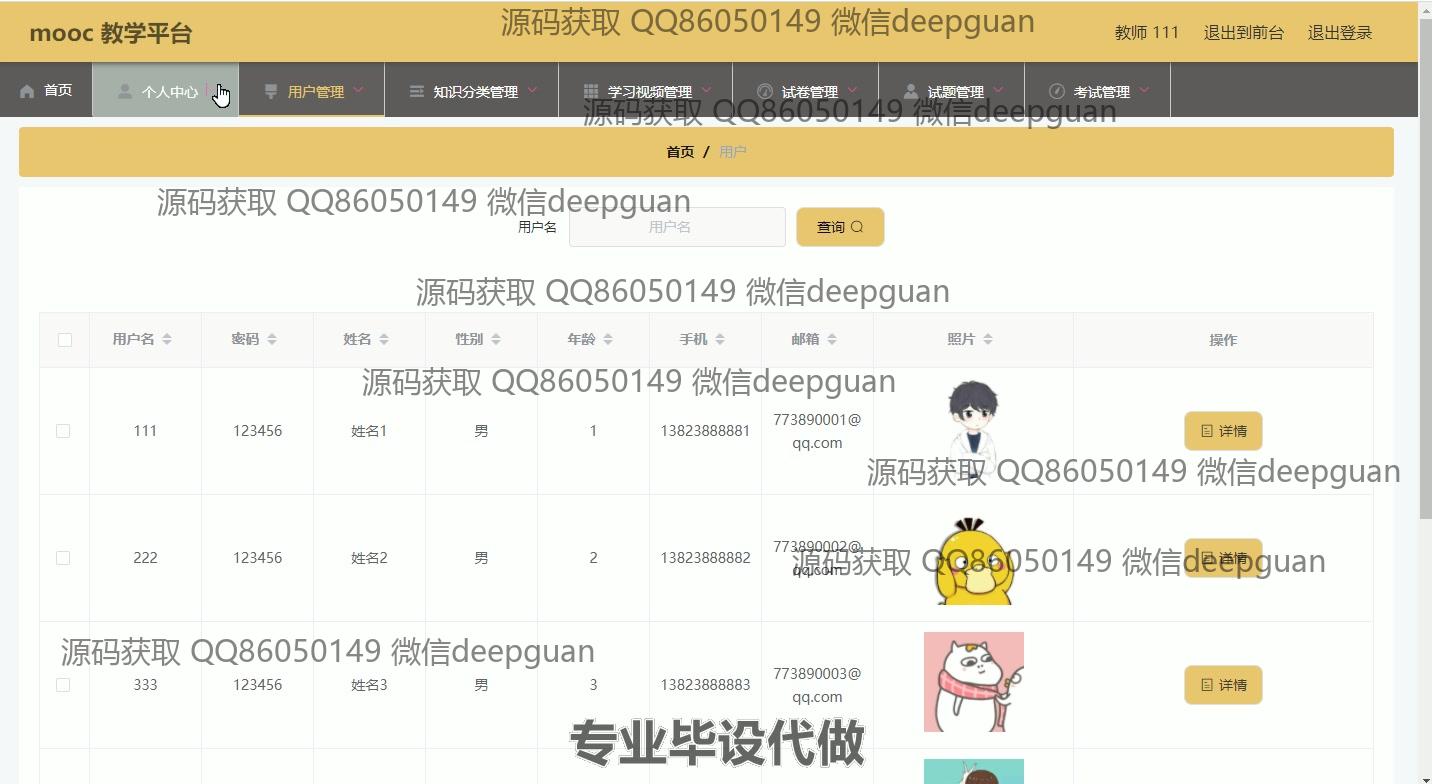 mooc 教学平台
源码获取 QQ86050149 微信deepguan
教师 111 退出到前台 退出登录
首页 个人中心 用户管理 知识分类管理 学习视频管理 试卷管理 试题管理 考试管理
源码获取 QQ86050149 微信deepguan
首页 / 用户
源码获取 QQ86050149 微信deepguan
用户名 用户名 查询
源码获取 QQ86050149 微信deepguan
用户名 密码 姓名 性别 年龄 手机 邮箱 照片 操作
源码获取 QQ86050149 微信deepguan
111 123456 姓名1 男 1 13823888881 773890001@
qq.com 详情
源码获取 QQ86050149 微信deepguan
222 123456 姓名2 男 2 13823888882 773890002@
qq.com 详情
源码获取 QQ86050149 微信deepguan
源码获取 QQ86050149 微信deepguan
333 123456 姓名3 男 3 13823888883 773890003@
qq.com 详情
专业毕设代做